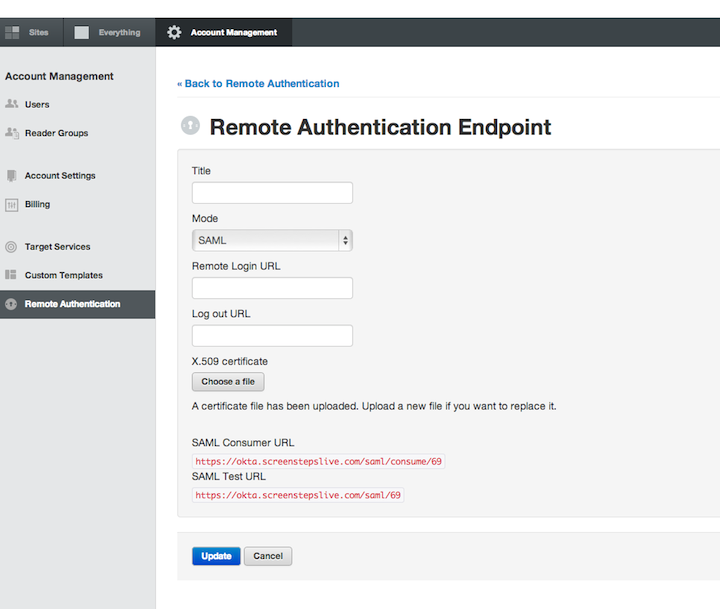 Sites
Everything
Account Management
Account Management
Users
Reader Groups
Account Settings
Billing
Target Services
Custom Templates
Remote Authentication
« Back to Remote Authentication
Remote Authentication Endpoint
Title
Mode
SAML
Remote Login URL
Log out URL
X.509 certificate
Choose a file
A certificate file has been uploaded. Upload a new file if you want to replace it.
SAML Consumer URL
https://okta.screenstepslive.com/saml/consume/69
SAML Test URL
https://okta.screenstepslive.com/saml/69
Update Cancel